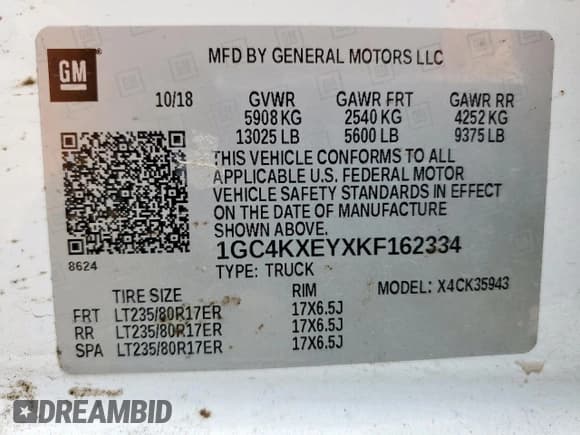 GM
MFD BY GENERAL MOTORS LLC
10/18 GVWR GAWR FRT GAWR RR
5908 KG 2540 KG 4252 KG
13025 LB 5600 LB 9375 LB
THIS VEHICLE CONFORMS TO ALL
APPLICABLE U.S. FEDERAL MOTOR
VEHICLE SAFETY STANDARDS IN EFFECT
ON THE DATE OF MANUFACTURE
SHOWN ABOVE.
8624 1GC4KXEYXKF162334
TYPE: TRUCK MODEL: X4CK35943
TIRE SIZE RIM
FRT LT235/80R17ER 17X6.5J
RR LT235/80R17ER 17X6.5J
SPA LT235/80R17ER 17X6.5J
DREAMBID